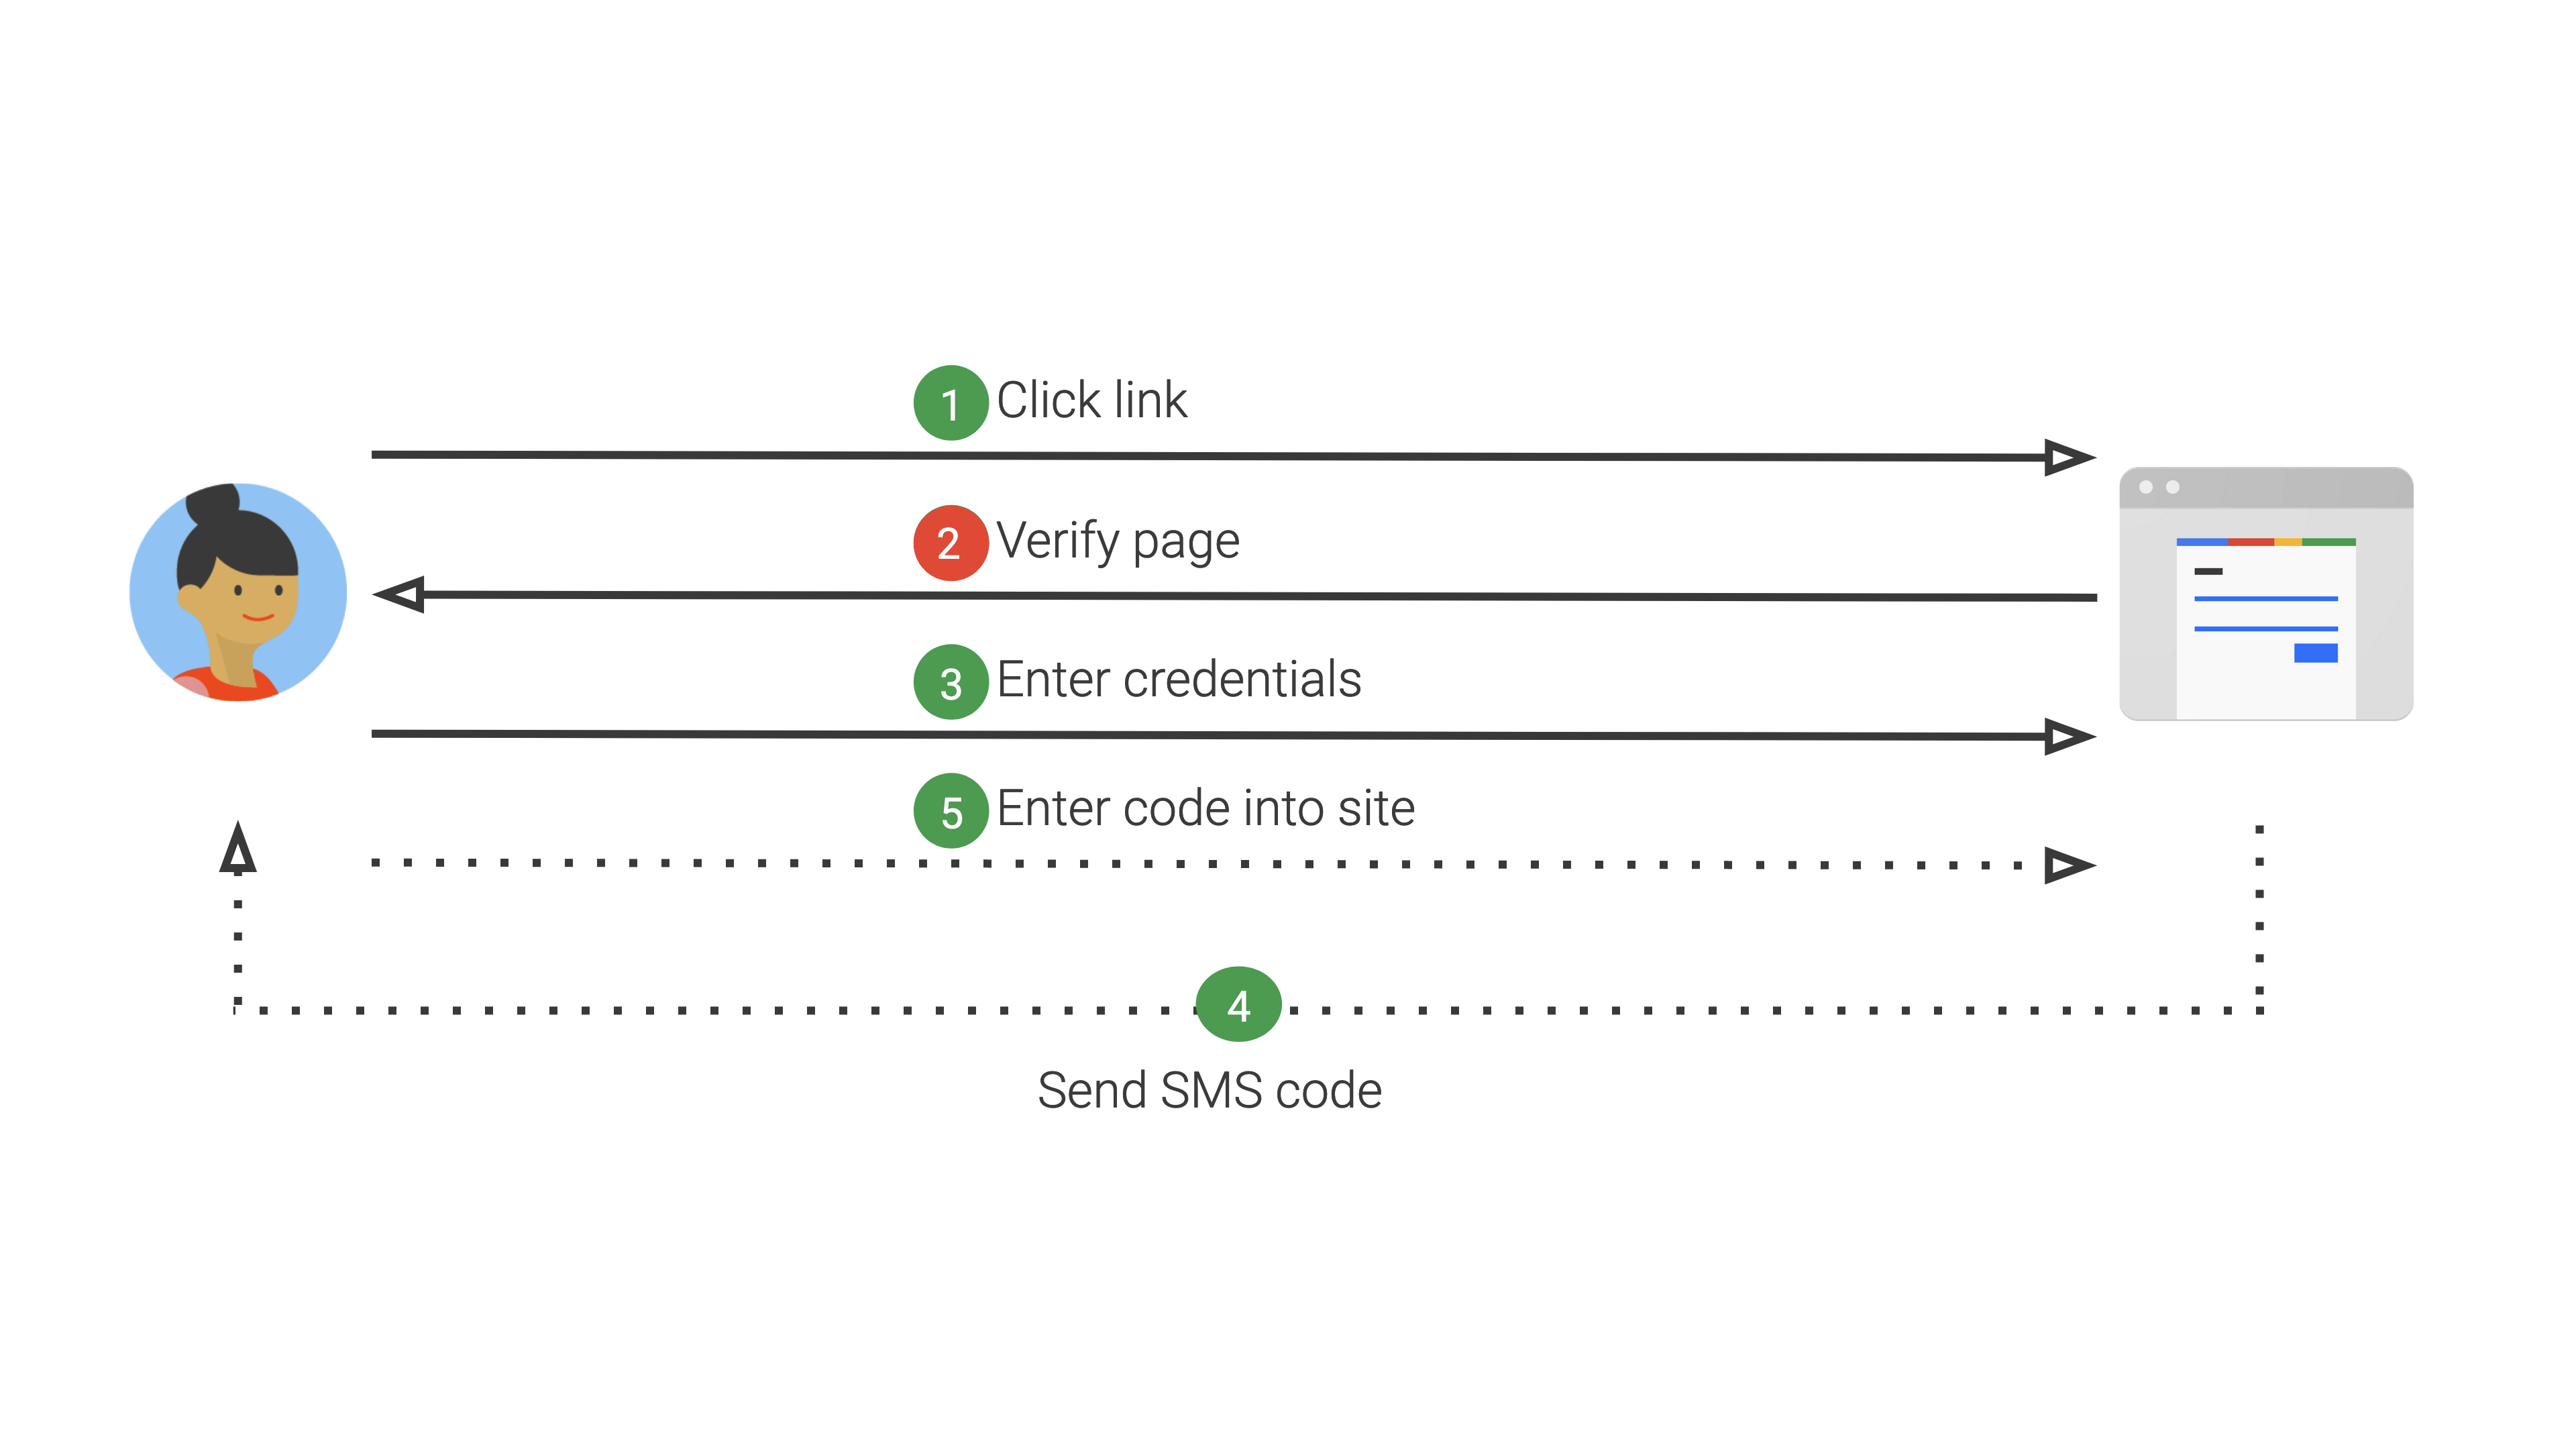 1 Click link
2 Verify page
3 Enter credentials
5 Enter code into site
4
Send SMS code